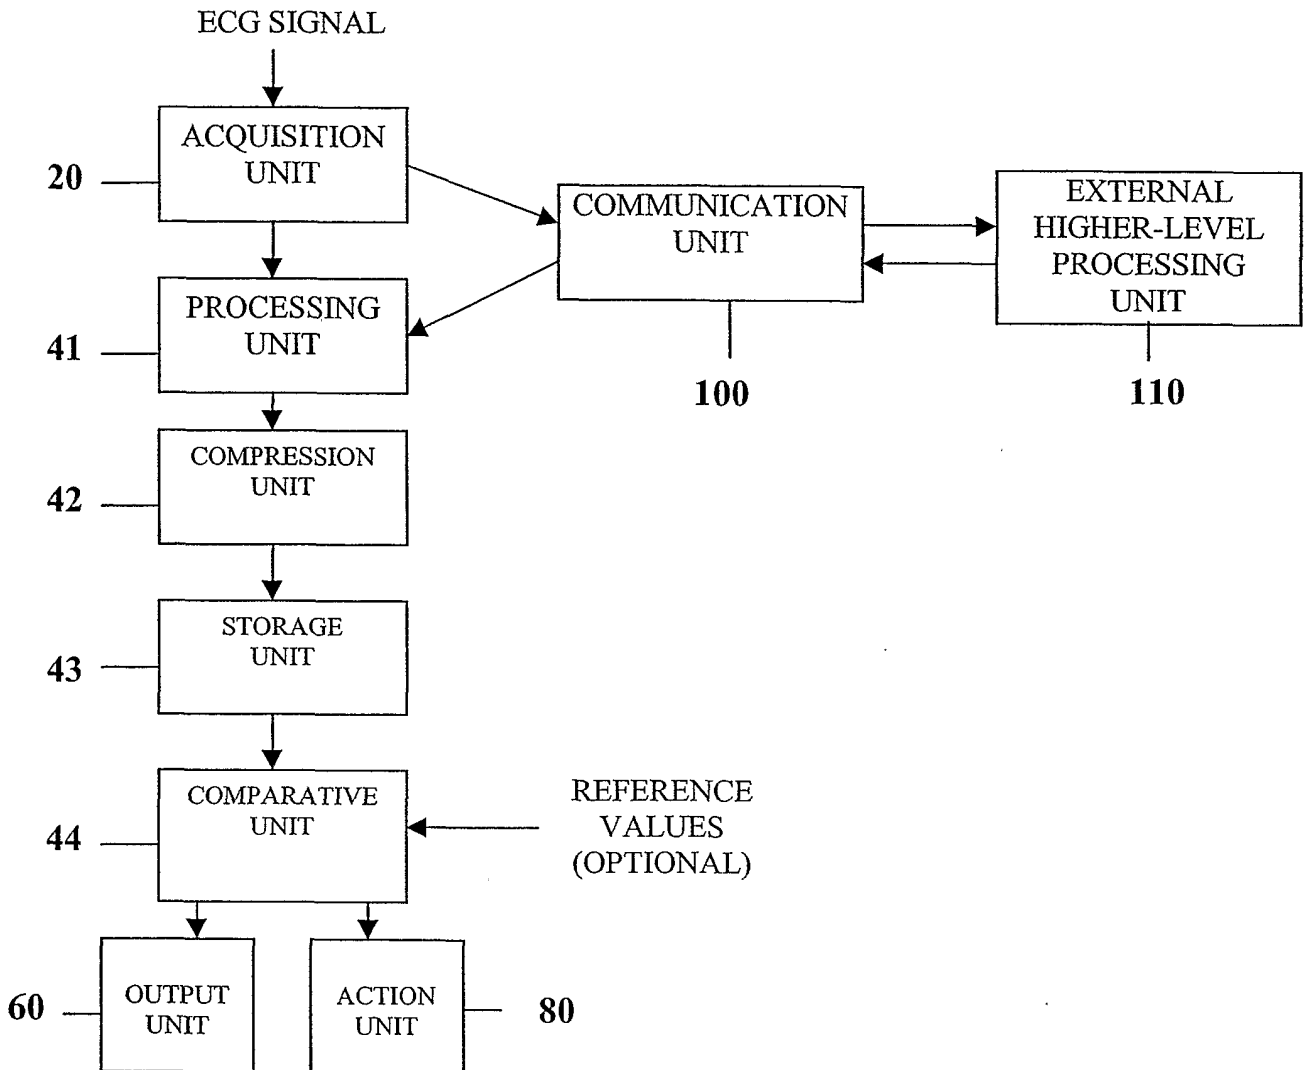 ECG SIGNAL
ACQUISITION
UNIT
20
COMMUNICATION
UNIT
100
EXTERNAL
HIGHER-LEVEL
PROCESSING
UNIT
110
PROCESSING
UNIT
41
COMPRESSION
UNIT
42
STORAGE
UNIT
43
COMPARATIVE
UNIT
44
REFERENCE
VALUES
(OPTIONAL)
OUTPUT
UNIT
60
ACTION
UNIT
80